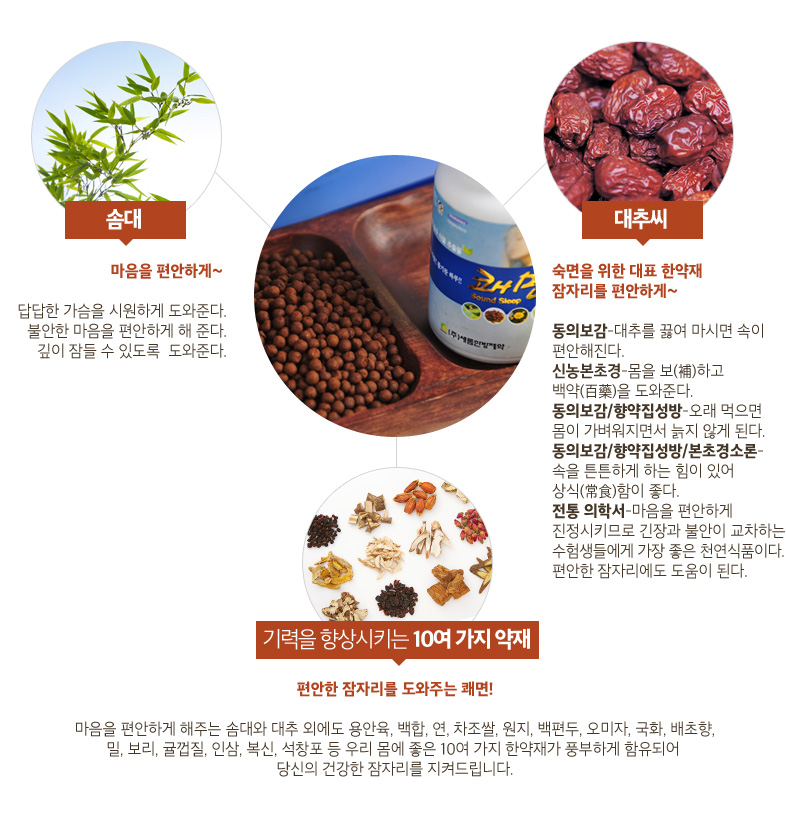 솜대
마음을 편안하게~
답답한 가슴을 시원하게 도와준다.
불안한 마음을 편안하게 해 준다.
깊이 잠들 수 있도록 도와준다.
대추씨
숙면을 위한 대표 한약재
잠자리를 편안하게~
동의보감-대추를 끓여 마시면 속이
편안해진다.
신농본초경-몸을 보(補)하고
백약(百藥)을 도와준다.
동의보감/향약집성방-오래 먹으면
몸이 가벼워지면서 늙지 않게 된다.
동의보감/향약집성방/본초경소론-
속을 튼튼하게 하는 힘이 있어
상식(常食)함이 좋다.
전통 의학서-마음을 편안하게
진정시키므로 긴장과 불안이 교차하는
수험생들에게 가장 좋은 천연식품이다.
편안한 잠자리에도 도움이 된다.
쾌면
Sound Sleep
(주)새롬한방제약
기력을 향상시키는 10여 가지 약재
편안한 잠자리를 도와주는 쾌면!
마음을 편안하게 해주는 솜대와 대추 외에도 용안육, 백합, 연, 차조쌀, 원지, 백편두, 오미자, 국화, 배초향,
밀, 보리, 귤껍질, 인삼, 복신, 석창포 등 우리 몸에 좋은 10여 가지 한약재가 풍부하게 함유되어
당신의 건강한 잠자리를 지켜드립니다.